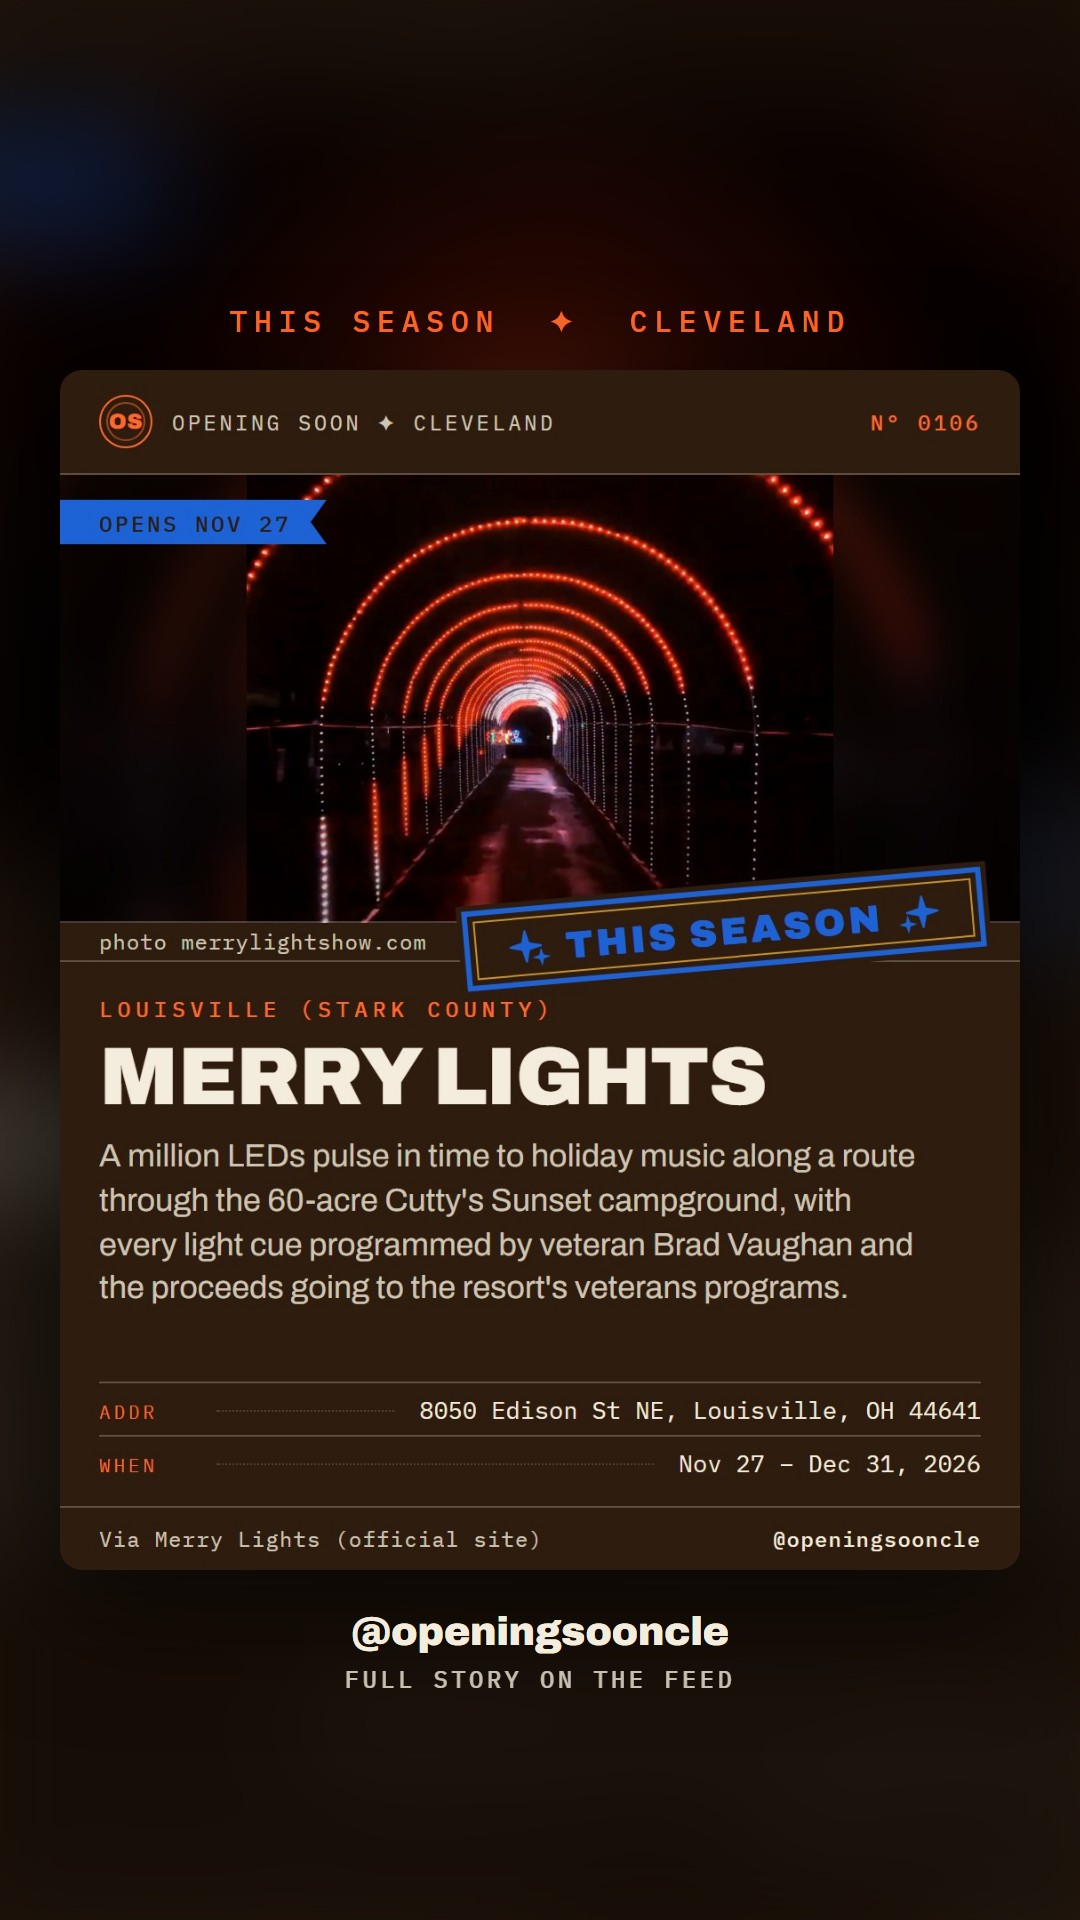 THIS SEASON ✦ CLEVELAND
OS OPENING SOON ✦ CLEVELAND N° 0106
OPENS NOV 27
photo merrylightshow.com
THIS SEASON
LOUISVILLE (STARK COUNTY)
MERRY LIGHTS
A million LEDs pulse in time to holiday music along a route
through the 60-acre Cutty's Sunset campground, with
every light cue programmed by veteran Brad Vaughan and
the proceeds going to the resort's veterans programs.
ADDR 8050 Edison St NE, Louisville, OH 44641
WHEN Nov 27 – Dec 31, 2026
Via Merry Lights (official site) @openingsooncle
@openingsooncle
FULL STORY ON THE FEED